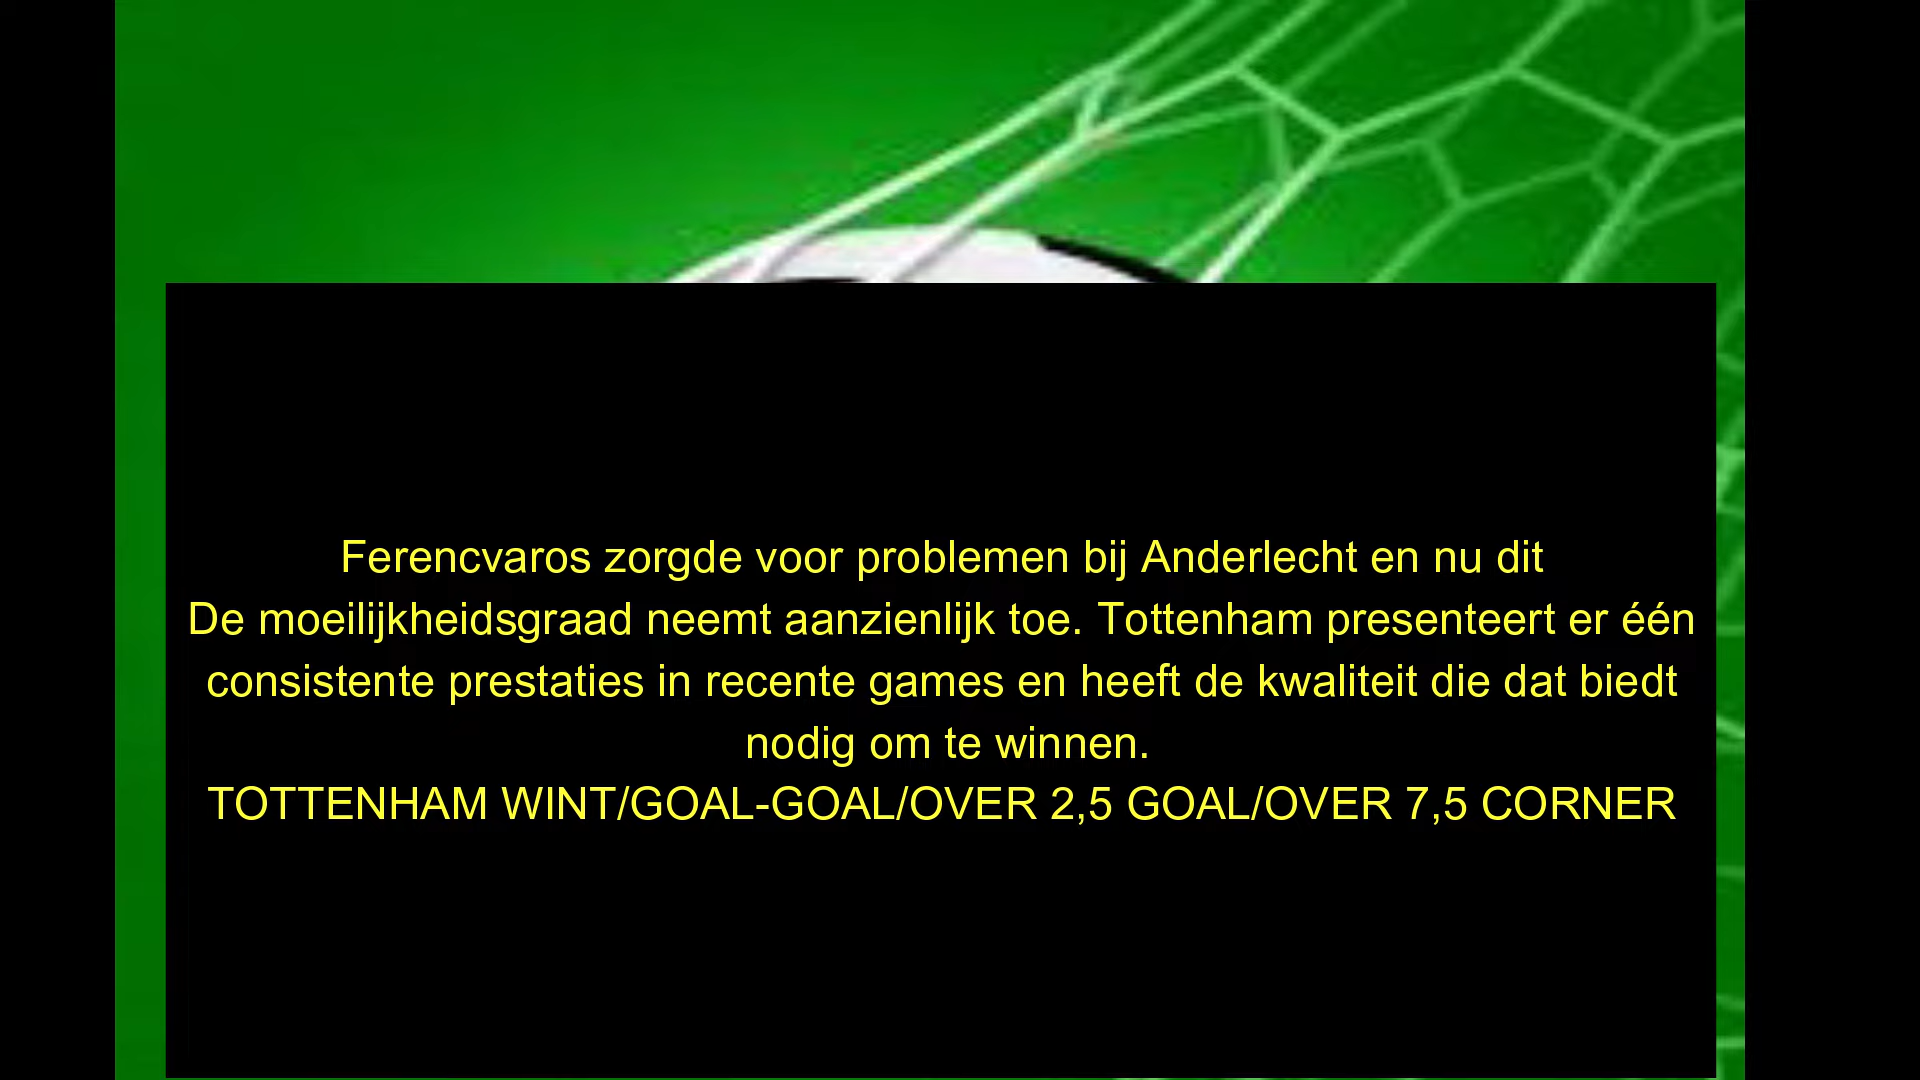 Ferencvaros zorgde voor problemen bij Anderlecht en nu dit
De moeilijkheidsgraad neemt aanzienlijk toe. Tottenham presenteert er één
consistente prestaties in recente games en heeft de kwaliteit die dat biedt
nodig om te winnen.
TOTTENHAM WINT/GOAL-GOAL/OVER 2,5 GOAL/OVER 7,5 CORNER